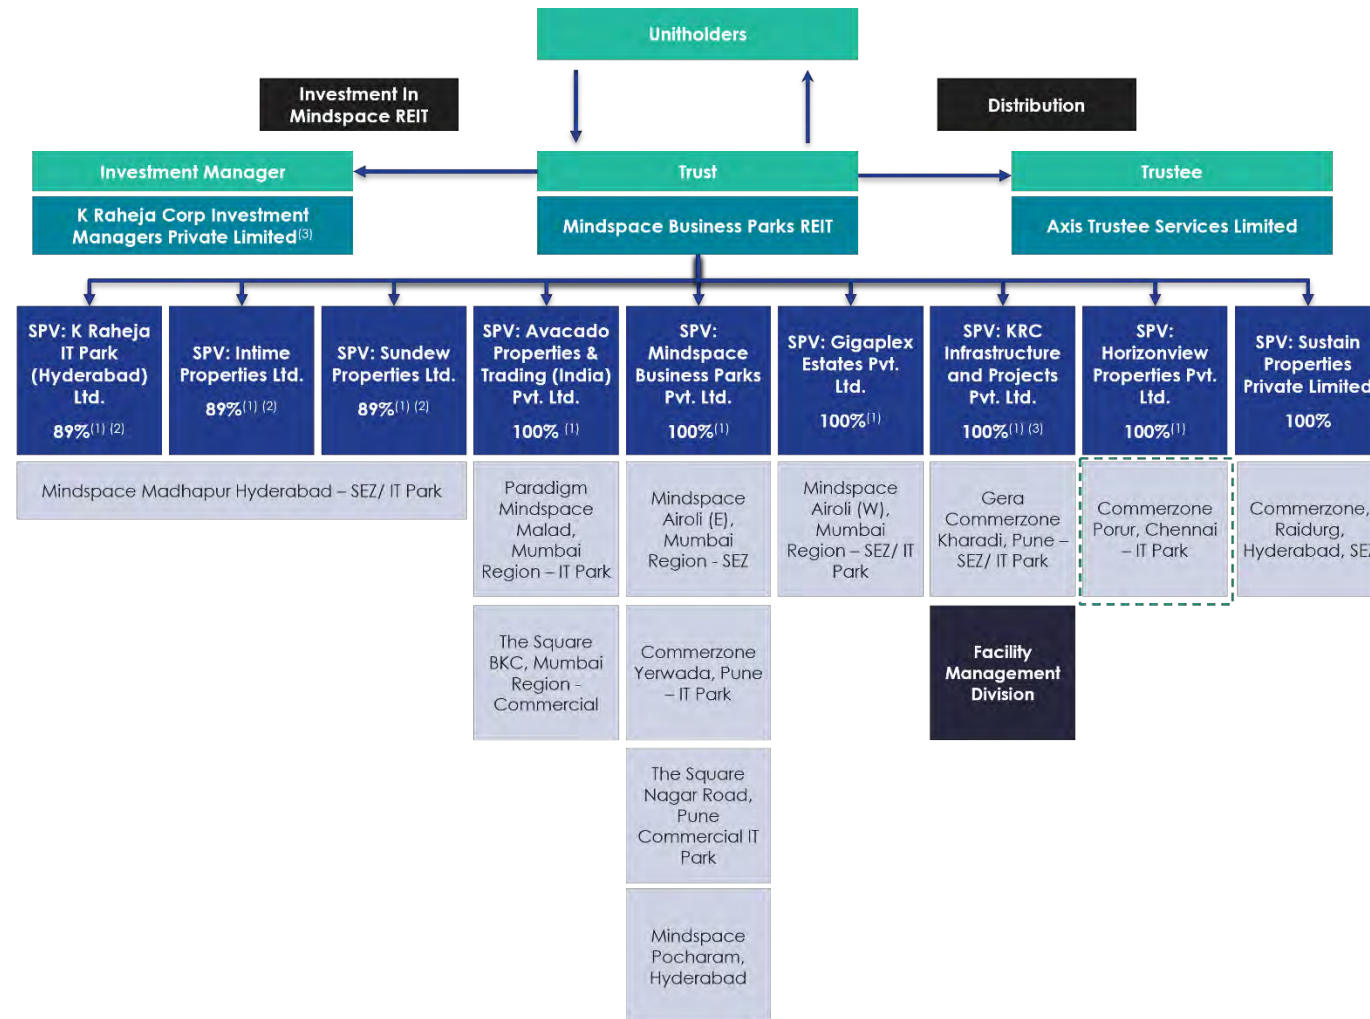 Unitholders
Investment In
Mindspace REIT
Distribution
Investment Manager
Trust
Trustee
K Raheja Corp Investment
Managers Private Limited(3)
Mindspace Business Parks REIT
Axis Trustee Services Limited
SPV: K Raheja
IT Park
(Hyderabad)
Ltd.
89%(1) (2)
SPV: Intime
Properties Ltd.
89%(1) (2)
SPV: Sundew
Properties Ltd.
89%(1) (2)
SPV: Avacado
Properties &
Trading (India)
Pvt. Ltd.
100% (1)
SPV:
Mindspace
Business Parks
Pvt. Ltd.
100%(1)
SPV: Gigaplex
Estates Pvt.
Ltd.
100%(1)
SPV: KRC
Infrastructure
and Projects
Pvt. Ltd.
100%(1) (3)
SPV:
Horizonview
Properties Pvt.
Ltd.
100%(1)
SPV: Sustain
Properties
Private Limited
100%
Mindspace Madhapur Hyderabad – SEZ/ IT Park
Paradigm
Mindspace
Malad,
Mumbai
Region – IT Park
Mindspace
Airoli (E),
Mumbai
Region - SEZ
Mindspace
Airoli (W),
Mumbai
Region – SEZ/ IT
Park
Gera
Commerzone
Kharadi, Pune –
SEZ/ IT Park
Commerzone
Porur, Chennai
– IT Park
Commerzone,
Raidurg,
Hyderabad, SEZ
The Square
BKC, Mumbai
Region -
Commercial
Commerzone
Yerwada, Pune
– IT Park
Facility
Management
Division
The Square
Nagar Road,
Pune
Commercial IT
Park
Mindspace
Pocharam,
Hyderabad